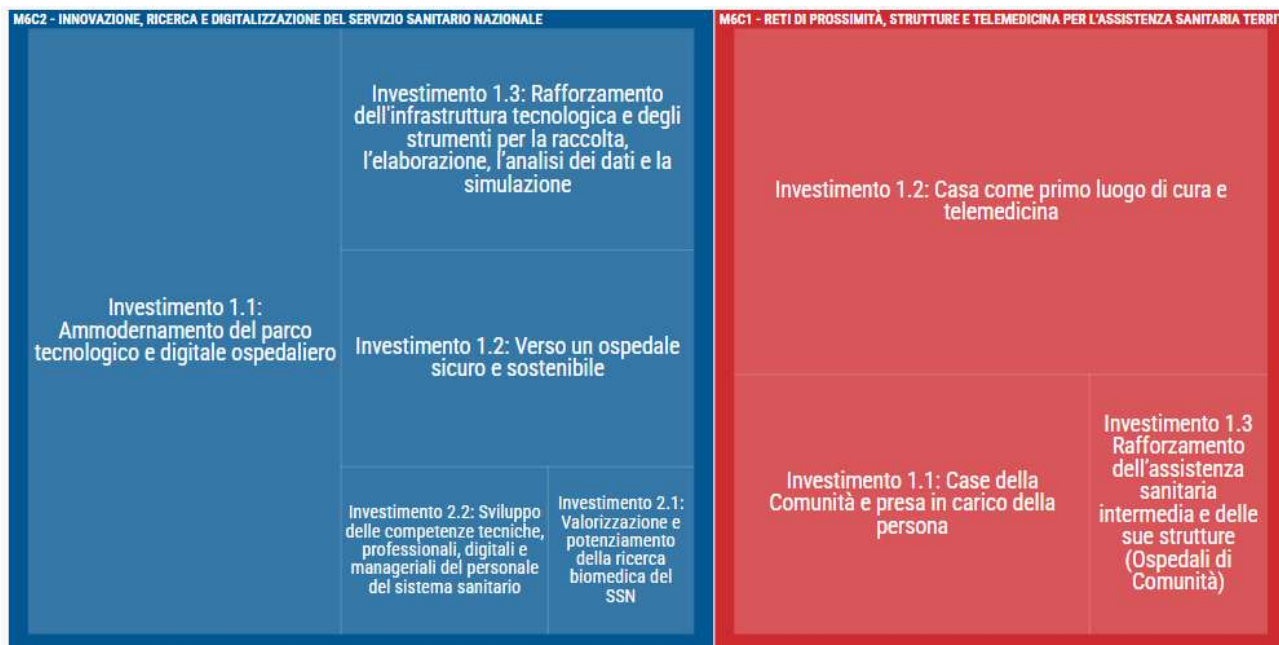 M6C2 - INNOVAZIONE, RICERCA E DIGITALIZZAZIONE DEL SERVIZIO SANITARIO NAZIONALE
Investimento 1.1:
Ammodernamento del parco
tecnologico e digitale ospedaliero
Investimento 1.3: Rafforzamento
dell'infrastruttura tecnologica e degli
strumenti per la raccolta,
l’elaborazione, l’analisi dei dati e la
simulazione
Investimento 1.2: Verso un ospedale
sicuro e sostenibile
Investimento 2.2: Sviluppo
delle competenze tecniche,
professionali, digitali e
manageriali del personale
del sistema sanitario
Investimento 2.1:
Valorizzazione e
potenziamento
della ricerca
biomedica del
SSN
M6C1 - RETI DI PROSSIMITÀ, STRUTTURE E TELEMEDICINA PER L'ASSISTENZA SANITARIA TERRI
Investimento 1.2: Casa come primo luogo di cura e
telemedicina
Investimento 1.1: Case della
Comunità e presa in carico della
persona
Investimento 1.3
Rafforzamento
dell’assistenza
sanitaria
intermedia e delle
sue strutture
(Ospedali di
Comunità)